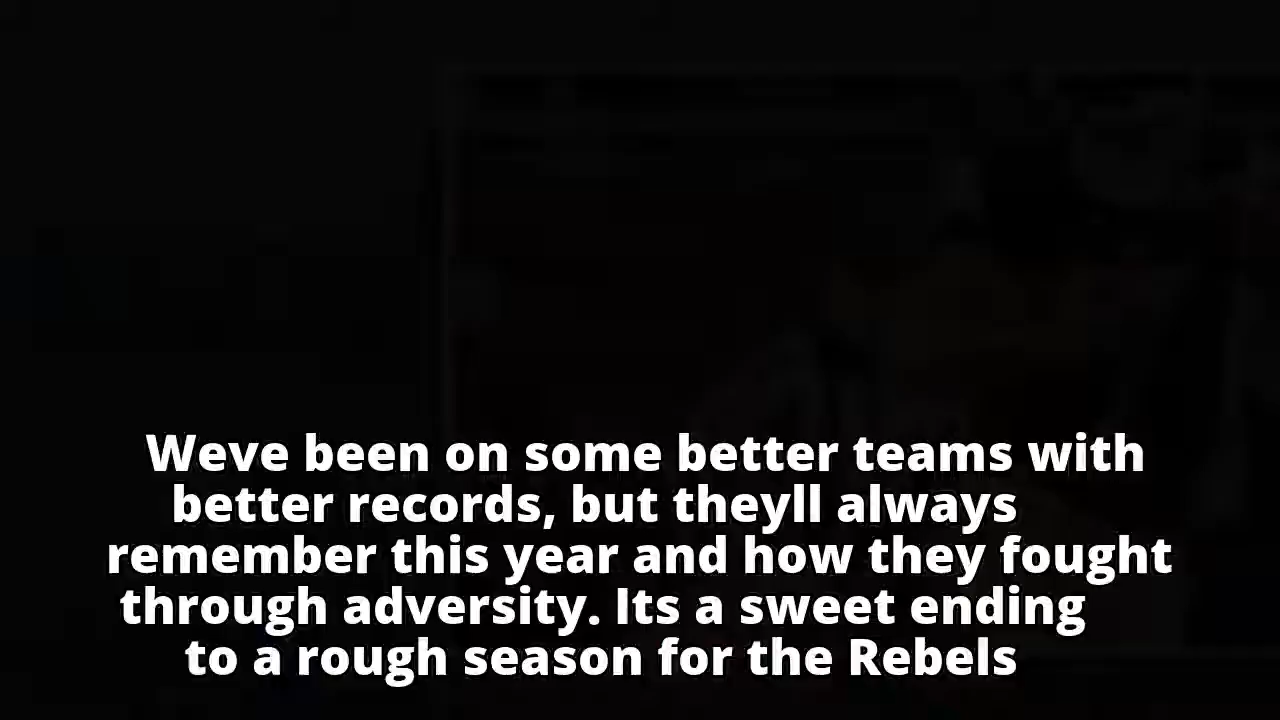 Weve been on some better teams with
better records, but theyll always
remember this year and how they fought
through adversity. Its a sweet ending
to a rough season for the Rebels